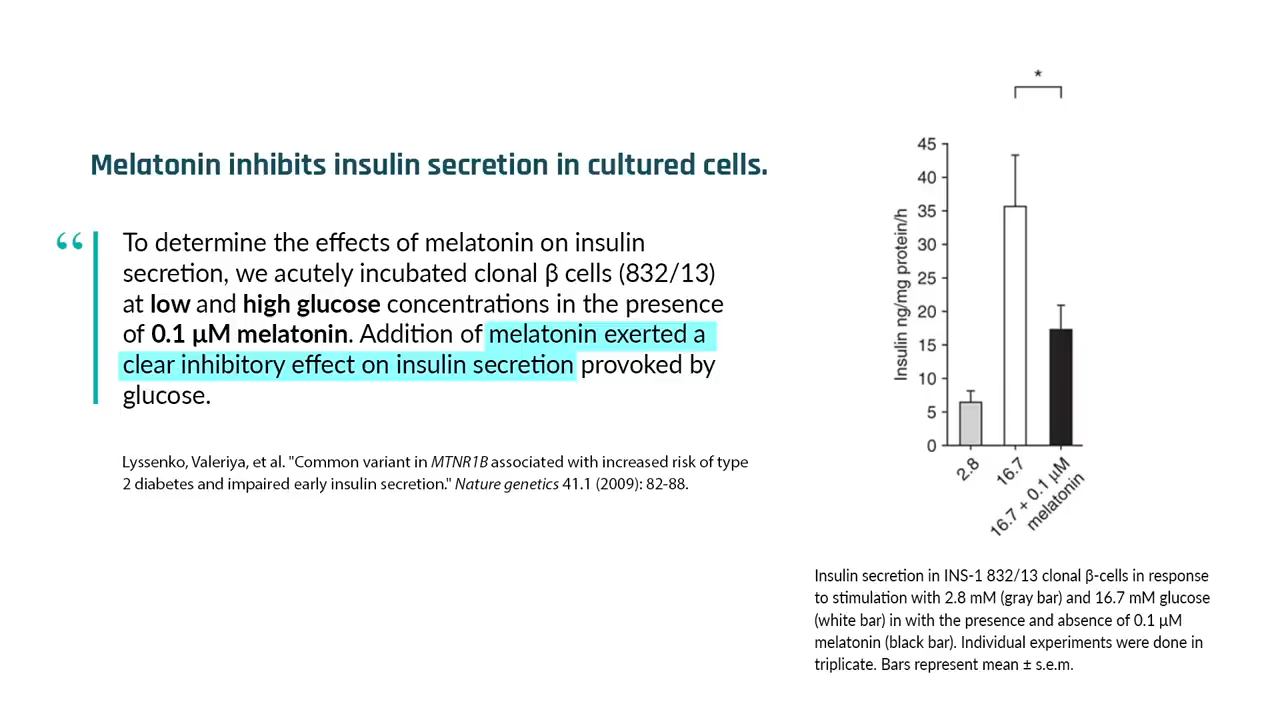 Melatonin inhibits insulin secretion in cultured cells.
“
To determine the effects of melatonin on insulin
secretion, we acutely incubated clonal β cells (832/13)
at low and high glucose concentrations in the presence
of 0.1 μM melatonin. Addition of melatonin exerted a
clear inhibitory effect on insulin secretion provoked by
glucose.
Lyssenko, Valeriya, et al. "Common variant in MTNR1B associated with increased risk of type
2 diabetes and impaired early insulin secretion." Nature genetics 41.1 (2009): 82-88.
*
Insulin ng/mg protein/h
45
40
35
30
25
20
15
10
5
0
2.8
16.7
16.7 + 0.1 μM
melatonin
Insulin secretion in INS-1 832/13 clonal β-cells in response
to stimulation with 2.8 mM (gray bar) and 16.7 mM glucose
(white bar) in with the presence and absence of 0.1 μM
melatonin (black bar). Individual experiments were done in
triplicate. Bars represent mean ± s.e.m.